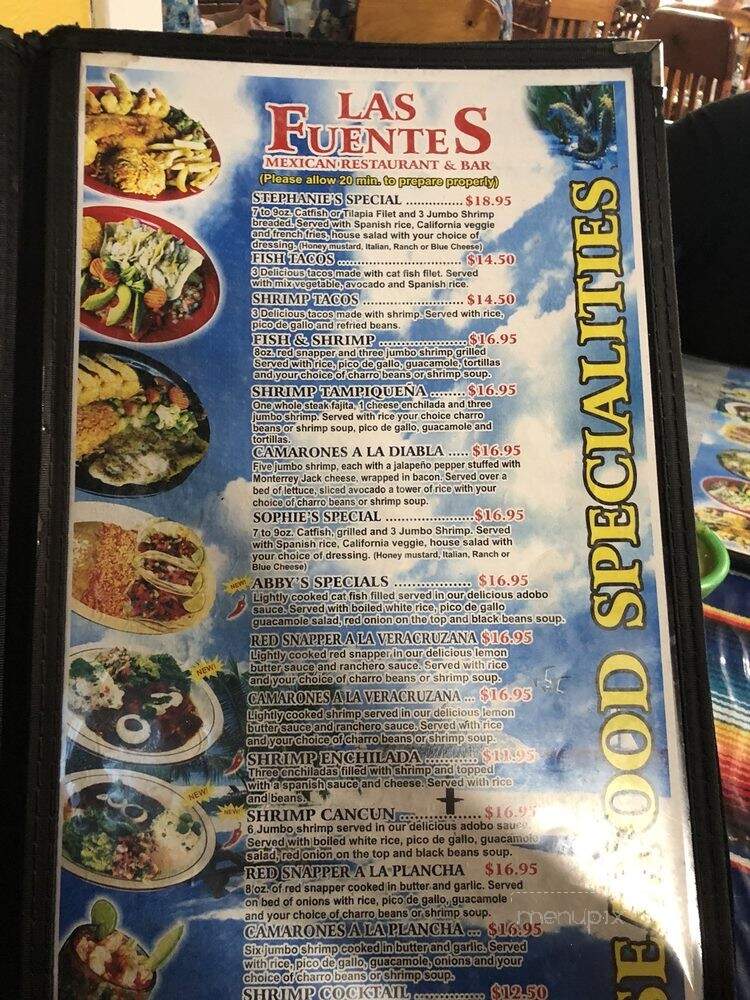 LAS
FUENTES
MEXICAN RESTAURANT & BAR
(Please allow 20 min. to prepare properly)
STEPHANIE'S SPECIAL .............. $18.95
7 to 9oz. Catfish or Tilapia Filet and 3 Jumbo Shrimp
breaded. Served with Spanish rice, California veggie
and french fries, house salad with your choice of
dressing. (Honey mustard, Italian, Ranch or Blue Cheese)
FISH TACOS .............................. $14.50
3 Delicious tacos made with cat fish filet. Served
with mix vegetable, avocado and Spanish rice.
SHRIMP TACOS ......................... $14.50
3 Delicious tacos made with shrimp. Served with rice,
pico de gallo and refried beans.
FISH & SHRIMP ..................... $16.95
8oz. red snapper and three jumbo shrimp grilled
Served with rice, pico de gallo, guacamole, tortillas
and your choice of charro beans or shrimp soup.
SHRIMP TAMPIQUEÑA ........ $16.95
One whole steak fajita, 1 cheese enchilada and three
jumbo shrimp. Served with rice your choice charro
beans or shrimp soup, pico de gallo, guacamole and
tortillas.
CAMARONES A LA DIABLA ..... $16.95
Five jumbo shrimp, each with a jalapeño pepper stuffed with
Monterrey Jack cheese, wrapped in bacon. Served over a
bed of lettuce, sliced avocado a tower of rice with your
choice of charro beans or shrimp soup.
SOPHIE'S SPECIAL ...................... $16.95
7 to 9oz. Catfish, grilled and 3 Jumbo Shrimp. Served
with Spanish rice, California veggie, house salad with
your choice of dressing. (Honey mustard, Italian, Ranch or
Blue Cheese)
NEW!
ABBY'S SPECIALS ................. $16.95
Lightly cooked cat fish filled served in our delicious adobo
sauce. Served with boiled white rice, pico de gallo
guacamole salad, red onion on the top and black beans soup.
RED SNAPPER A LA VERACRUZANA $16.95
Lightly cooked red snapper in our delicious lemon
butter sauce and ranchero sauce. Served with rice
and your choice of charro beans or shrimp soup.
NEW!
CAMARONES A LA VERACRUZANA ... $16.95
Lightly cooked shrimp served in our delicious lemon
butter sauce and ranchero sauce. Served with rice
and your choice of charro beans or shrimp soup.
SHRIMP ENCHILADA ............ $11.95
Three enchiladas filled with shrimp and topped
with a spanish sauce and cheese. Served with rice
and beans.
NEW!
NEW!
SHRIMP CANCUN .................. $16.95
6 Jumbo shrimp served in our delicious adobo sauce.
Served with boiled white rice, pico de gallo, guacamole
salad, red onion on the top and black beans soup.
RED SNAPPER A LA PLANCHA $16.95
8 oz. of red snapper cooked in butter and garlic. Served
on bed of onions with rice, pico de gallo, guacamole
and your choice of charro beans or shrimp soup.
CAMARONES A LA PLANCHA ... $16.95
Six jumbo shrimp cooked in butter and garlic. Served
with rice, pico de gallo, guacamole, onions and your
choice of charro beans or shrimp soup.
SHRIMP COCKTAIL ............ $12.50
SEAFOOD SPECIALITIES
menupix